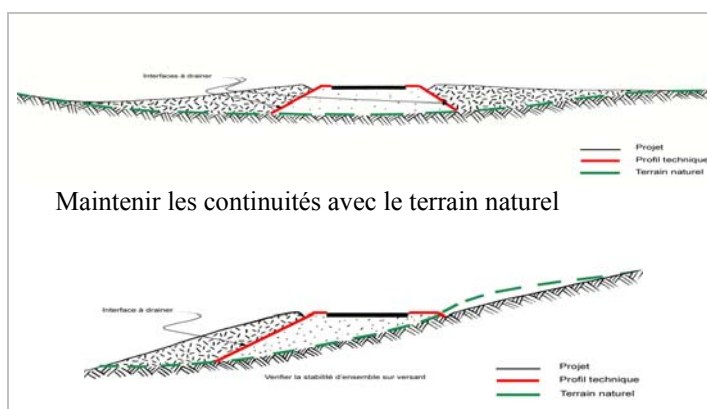 Interfaces à drainer
Projet
Profil technique
Terrain naturel
Maintenir les continuités avec le terrain naturel
Interface à drainer
Vérifier la stabilité d'ensemble sur versant
Projet
Profil technique
Terrain naturel